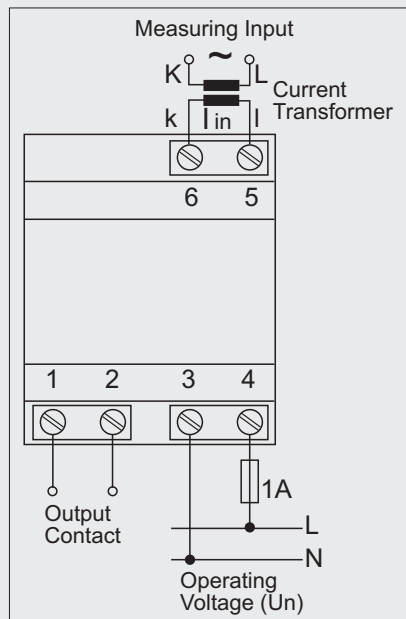 Measuring Input
K ~ L
Current
Transformer
k I in l
6 5
1 2 3 4
1A
Output
Contact
L
N
Operating
Voltage (Un)